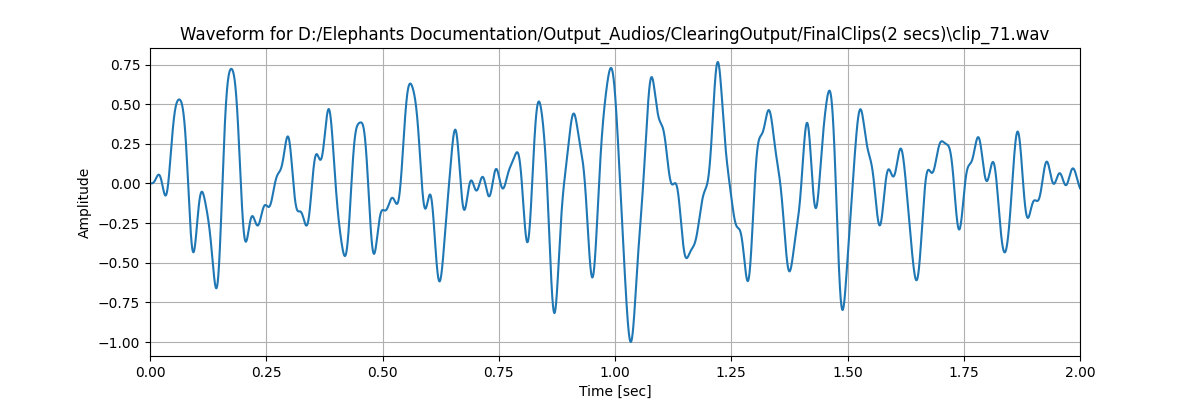 Waveform for D:/Elephants Documentation/Output_Audios/ClearingOutput/FinalClips(2 secs)\clip_71.wav
0.75
0.50
0.25
0.00
−0.25
−0.50
−0.75
−1.00
Amplitude
0.00 0.25 0.50 0.75 1.00 1.25 1.50 1.75 2.00
Time [sec]